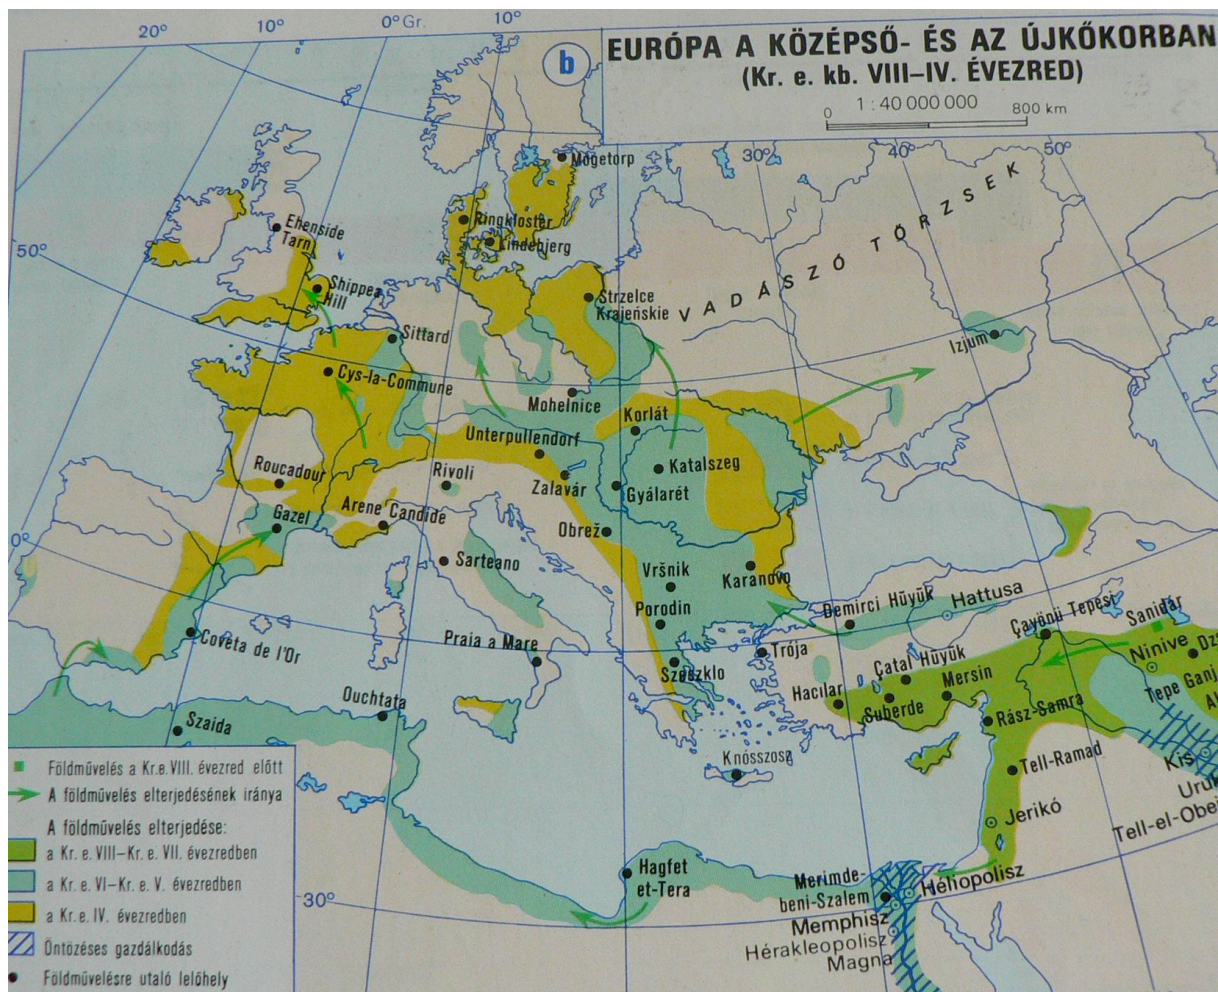 20°
10°
0° Gr.
10°
b
EURÓPA A KÖZÉPSŐ- ÉS AZ ÚJKŐKORBAN
(Kr. e. kb. VIII–IV. ÉVEZRED)
1 : 40 000 000
0
800 km
30°
40°
50°
Mogetorp
VADÁSZÓ TÖRZSEK
Ringkloster
Lindebjerg
Ehenside
Tarn
50°
Shippea
Hill
Strzelce
Krajeńskie
Sittard
Izjum
Cys-la-Commune
Mohelnice
Korlát
Unterpullendorf
Katalszeg
Roucadour
Rivoli
Zalavár
Gyálarét
Arene Candide
Gazel
Obrež
0°
Sarteano
Vršnik
Karanovo
Porodin
Demirci Hüyük
Hattusa
Çayönü Tepesi
Sanidar
Coveta de l'Or
Praia a Mare
Trója
Ninive
Szeszklo
Çatal Hüyük
Mersin
Hacilar
Suberde
Tepe Ganj
Ouchtata
Rász-Samra
Szaida
Knósszosz
Kis
Tell-Ramad
Uruk
Jerikó
Tell-el-Obei
Hagfet
et-Tera
Merimde-
beni-Szalem
Héliopolisz
30°
Memphisz
Hérakleopolisz
Magna
Földművelés a Kr.e. VIII. évezred előtt
A földművelés elterjedésének iránya
A földművelés elterjedése:
a Kr. e. VIII–Kr. e. VII. évezredben
a Kr. e. VI–Kr. e. V. évezredben
a Kr. e. IV. évezredben
Öntözéses gazdálkodás
Földművelésre utaló lelőhely